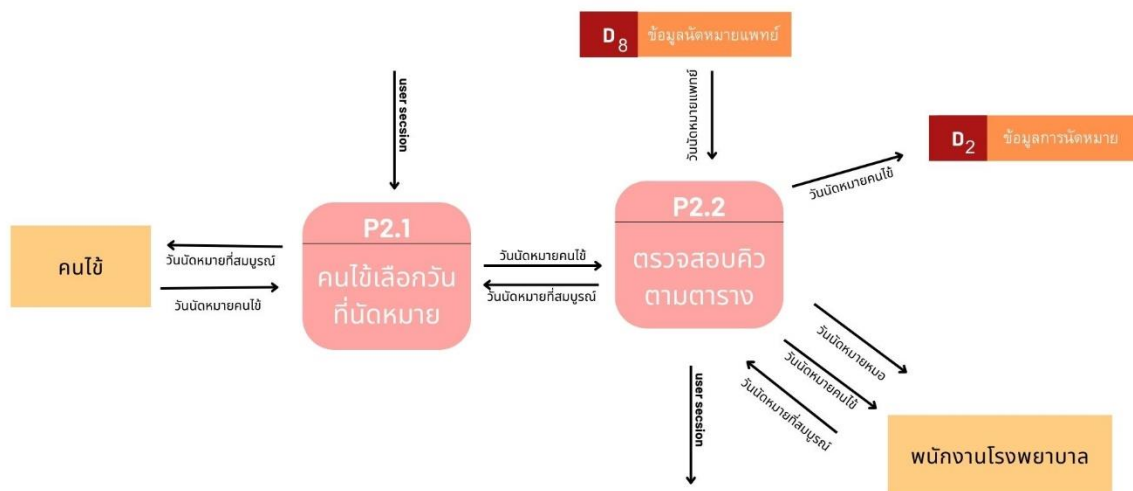 D8 ข้อมูลนัดหมายแพทย์
user secsion
วันนัดหมายแพทย์
D2 ข้อมูลการนัดหมาย
วันนัดหมายคนไข้
P2.1
คนไข้เลือกวัน
ที่นัดหมาย
P2.2
ตรวจสอบคิว
ตามตาราง
คนไข้
วันนัดหมายที่สมบูรณ์
วันนัดหมายคนไข้
วันนัดหมายคนไข้
วันนัดหมายที่สมบูรณ์
วันนัดหมายหมอ
วันนัดหมายคนไข้
วันนัดหมายที่สมบูรณ์
user secsion
พนักงานโรงพยาบาล